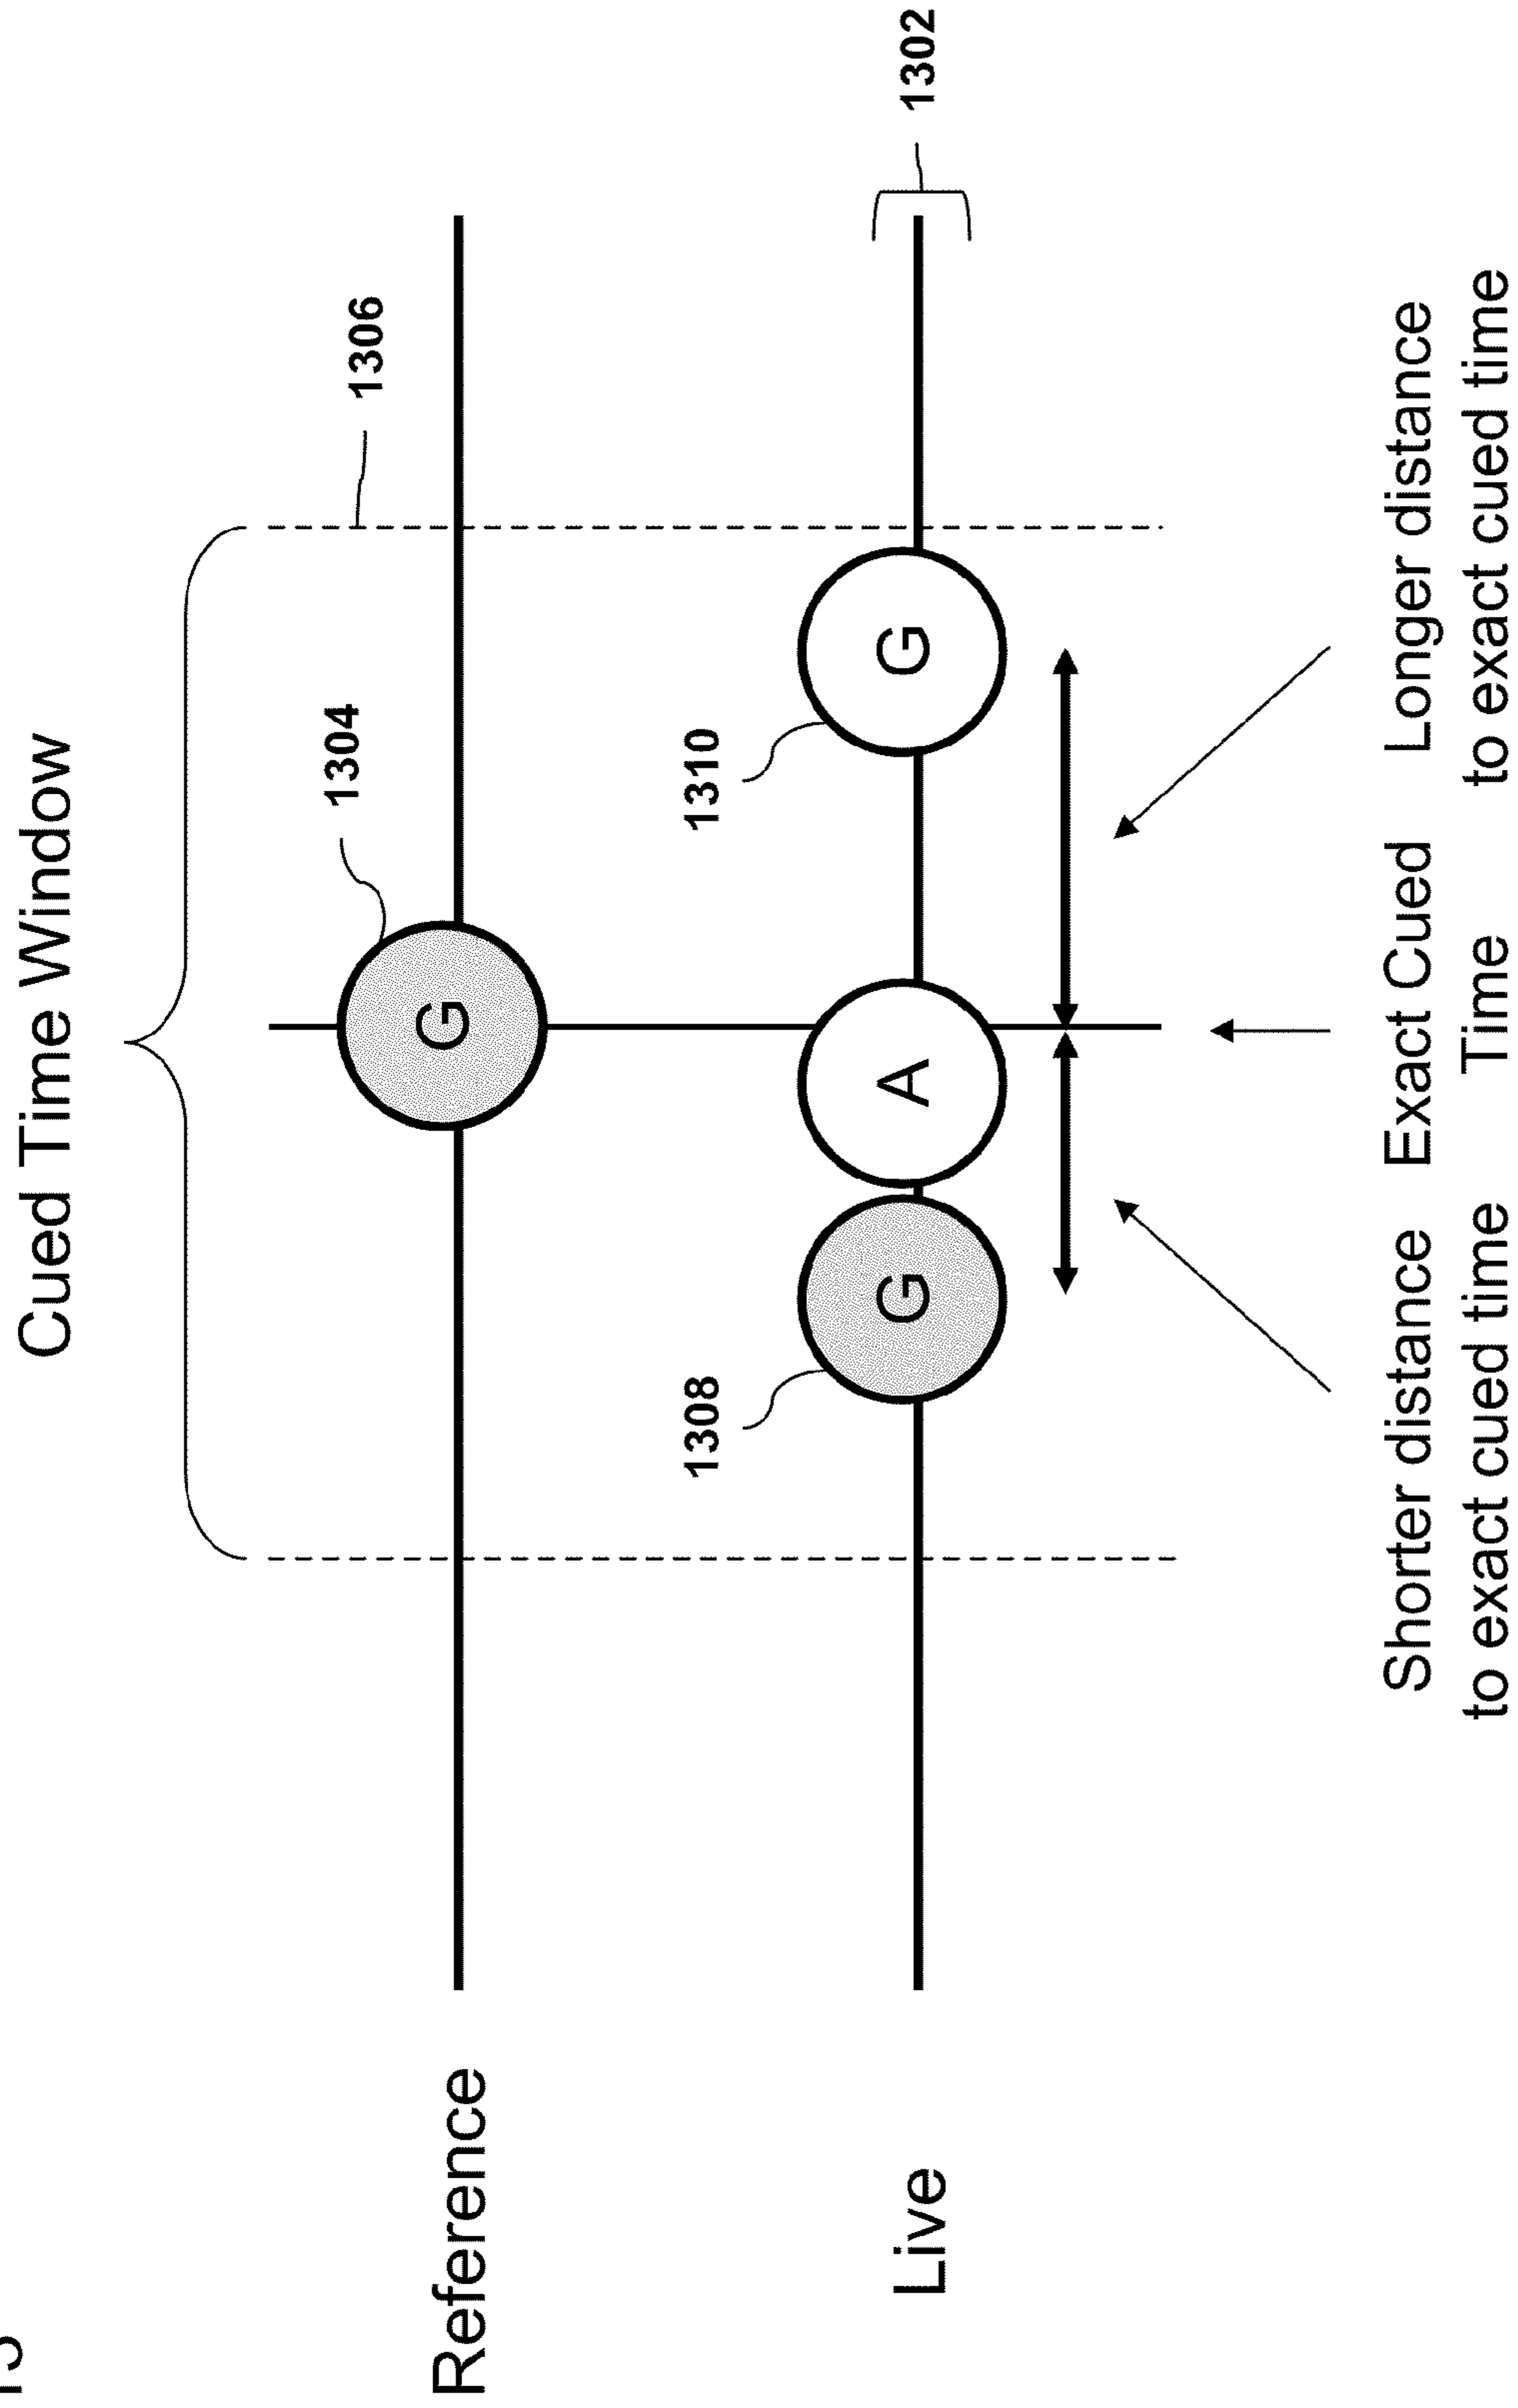 Cued Time Window
1304
1306
Reference
G
1308
1310
Live
G
A
G
1302
Shorter distance
to exact cued time
Exact Cued
Time
Longer distance
to exact cued time